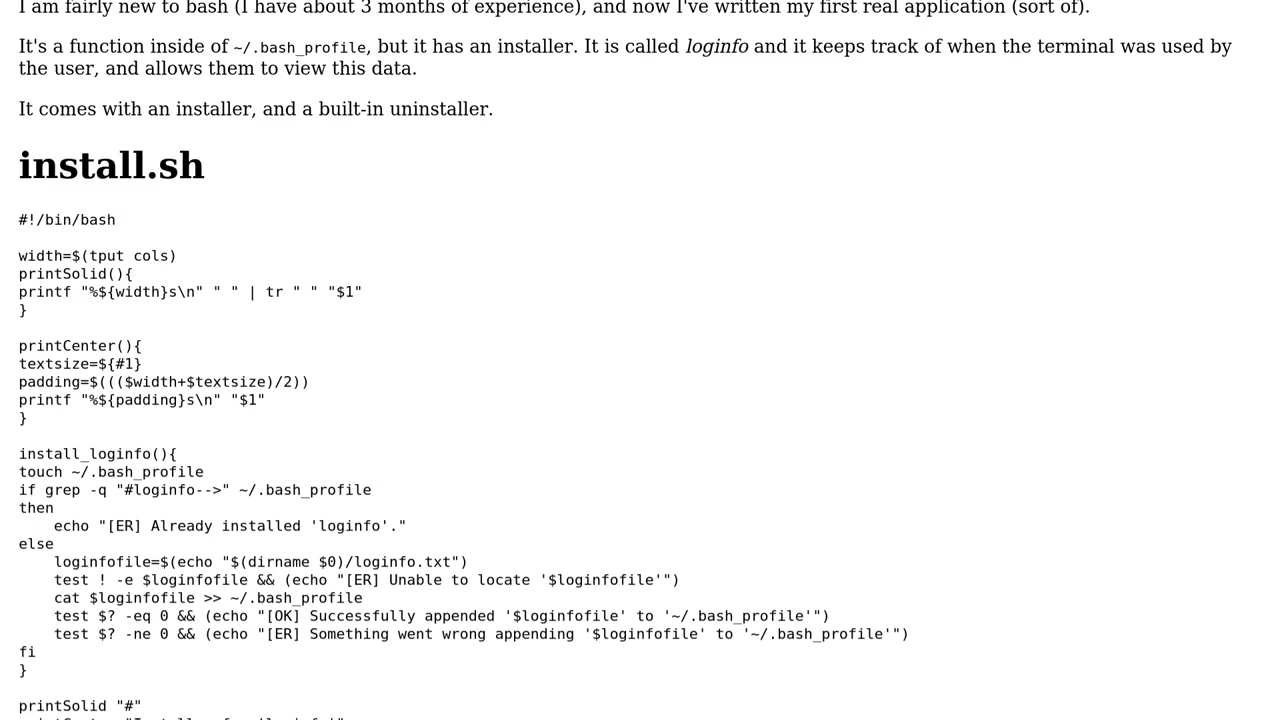 I am fairly new to bash (I have about 3 months of experience), and now I've written my first real application (sort of).
It's a function inside of ~/.bash_profile, but it has an installer. It is called loginfo and it keeps track of when the terminal was used by
the user, and allows them to view this data.
It comes with an installer, and a built-in uninstaller.
install.sh
#!/bin/bash
width=$(tput cols)
printSolid(){
printf "%${width}s\n" " " | tr " " "$1"
}
printCenter(){
textsize=${#1}
padding=$((($width+$textsize)/2))
printf "%${padding}s\n" "$1"
}
install_loginfo(){
touch ~/.bash_profile
if grep -q "#loginfo-->" ~/.bash_profile
then
    echo "[ER] Already installed 'loginfo'."
else
    loginfofile=$(echo "$(dirname $0)/loginfo.txt")
    test ! -e $loginfofile && (echo "[ER] Unable to locate '$loginfofile'")
    cat $loginfofile >> ~/.bash_profile
    test $? -eq 0 && (echo "[OK] Successfully appended '$loginfofile' to '~/.bash_profile'")
    test $? -ne 0 && (echo "[ER] Something went wrong appending '$loginfofile' to '~/.bash_profile'")
fi
}
printSolid "#"